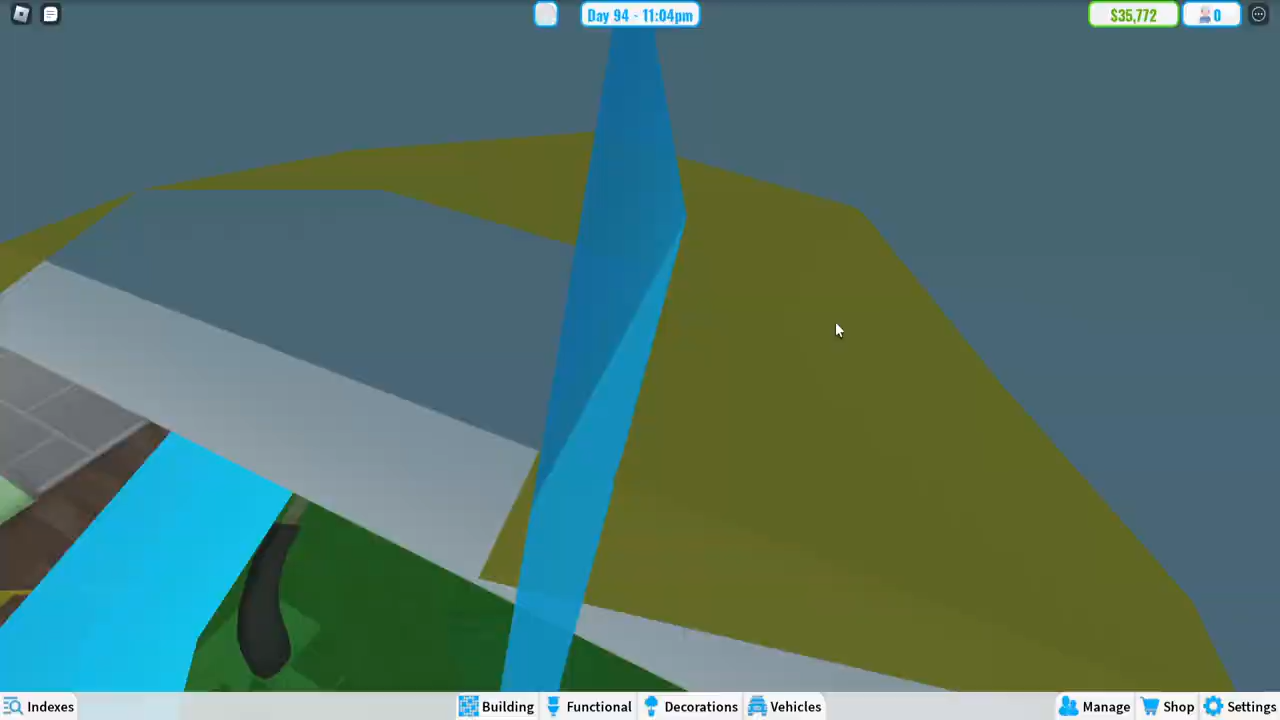 Day 94 - 11:04pm
$35,772
0
Indexes
Building
Functional
Decorations
Vehicles
Manage
Shop
Settings